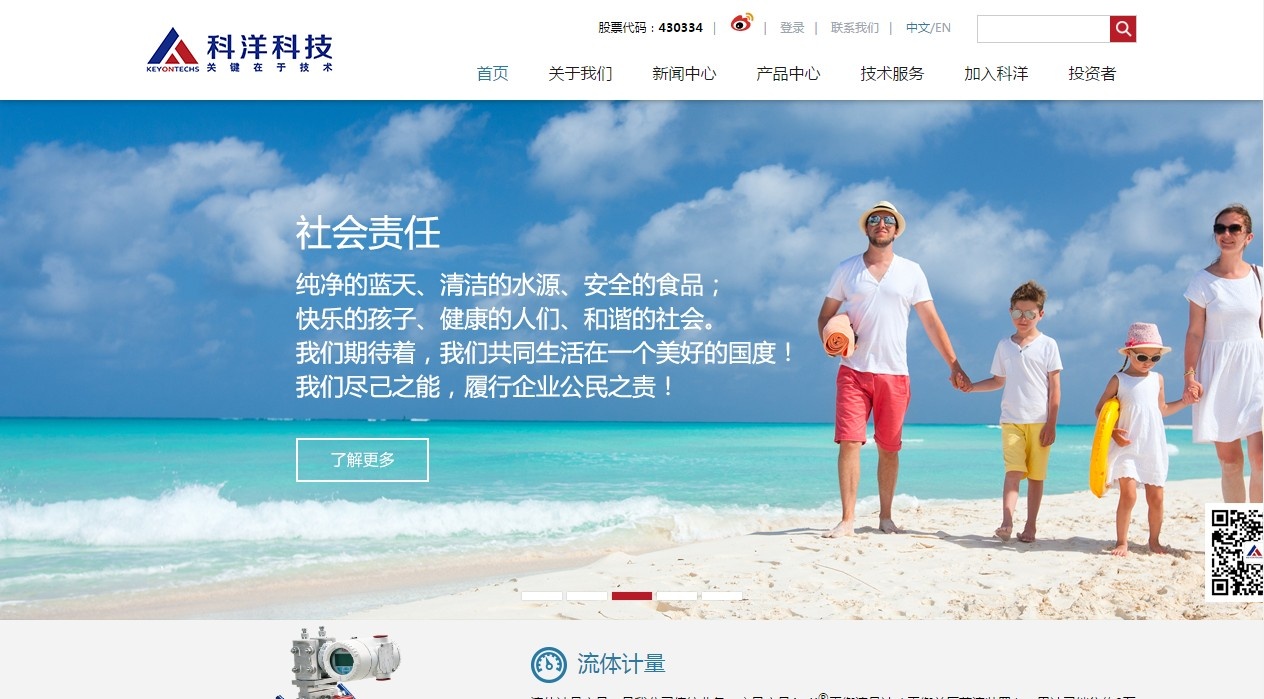 股票代码：430334 | | 登录 | 联系我们 | 中文/EN
科洋科技
KEYONTECHS 关键在于技术
首页 关于我们 新闻中心 产品中心 技术服务 加入科洋 投资者
社会责任
纯净的蓝天、清洁的水源、安全的食品；
快乐的孩子、健康的人们、和谐的社会。
我们期待着，我们共同生活在一个美好的国度！
我们尽己之能，履行企业公民之责！
了解更多
流体计量